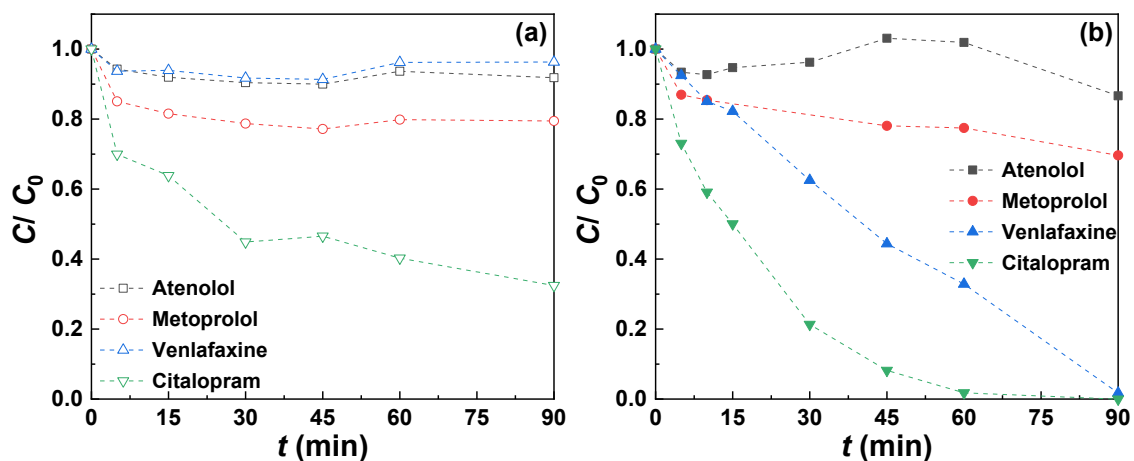 (a)
1.0
0.8
0.6
0.4
0.2
0.0
C/ C0
Atenolol
Metoprolol
Venlafaxine
Citalopram
0 15 30 45 60 75 90
t (min)
(b)
1.0
0.8
0.6
0.4
0.2
0.0
C/ C0
Atenolol
Metoprolol
Venlafaxine
Citalopram
0 15 30 45 60 75 90
t (min)